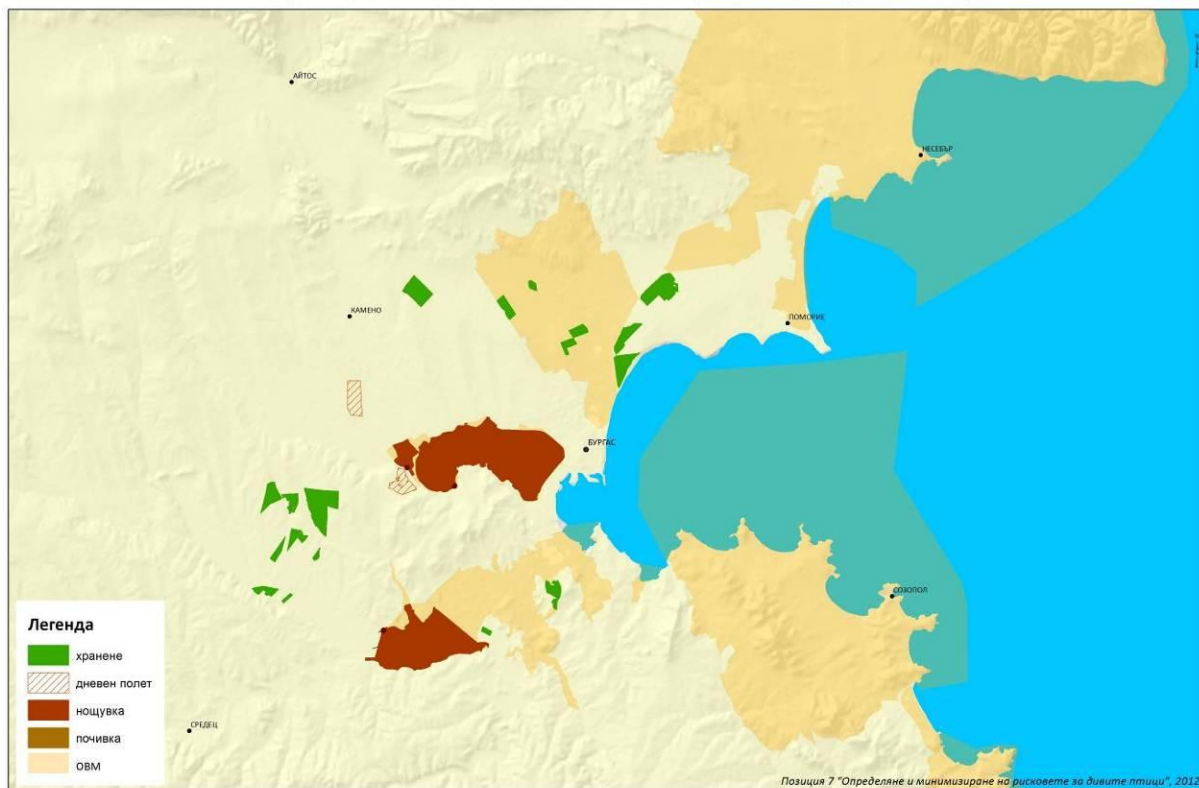 АЙТОС
НЕСЕБЪР
КАМЕНО
ПОМОРИЕ
БУРГАС
СОЗОПОЛ
СРЕДЕЦ
Легенда
хранене
дневен полет
нощувка
почивка
ОВМ
Позиция 7 "Определяне и минимизиране на рисковете за дивите птици", 2012